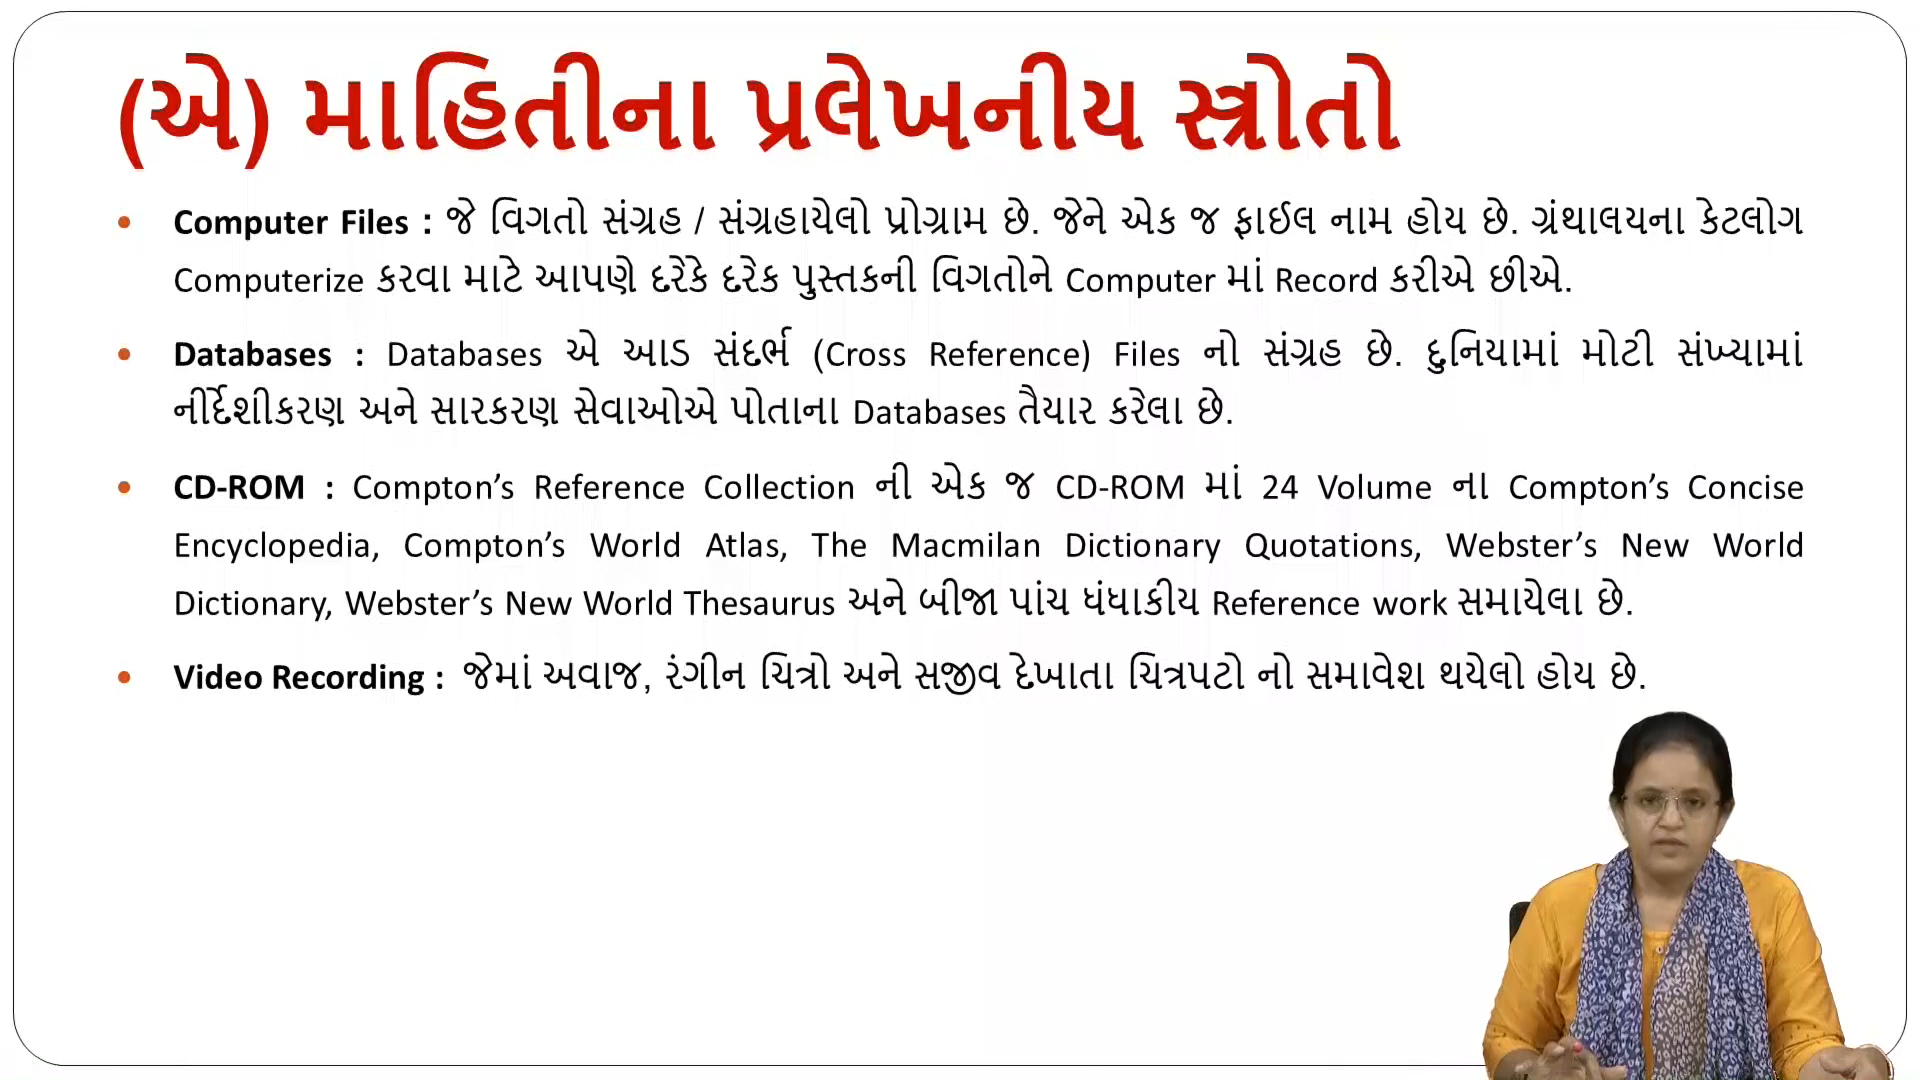 (એ) માહિતીના પ્રલેખનીય સ્ત્રોતો
• Computer Files : જે વિગતો સંગ્રહ / સંગ્રહાયેલો પ્રોગ્રામ છે. જેને એક જ ફાઈલ નામ હોય છે. ગ્રંથાલયના કેટલોગ
Computerize કરવા માટે આપણે દરેંકે દરેક પુસ્તકની વિગતોને Computer માં Record કરીએ છીએ.
• Databases : Databases એ આડ સંદર્ભ (Cross Reference) Files નો સંગ્રહ છે. દુનિયામાં મોટી સંખ્યામાં
નીર્દેશીકરણ અને સારકરણ સેવાઓએ પોતાના Databases તૈયાર કરેલા છે.
• CD-ROM : Compton’s Reference Collection ની એક જ CD-ROM માં 24 Volume ના Compton’s Concise
Encyclopedia, Compton’s World Atlas, The Macmilan Dictionary Quotations, Webster’s New World
Dictionary, Webster’s New World Thesaurus અને બીજા પાંચ ધંધાકીય Reference work સમાયેલા છે.
• Video Recording : જેમાં અવાજ, રંગીન ચિત્રો અને સજીવ દેખાતા ચિત્રપટો નો સમાવેશ થયેલો હોય છે.